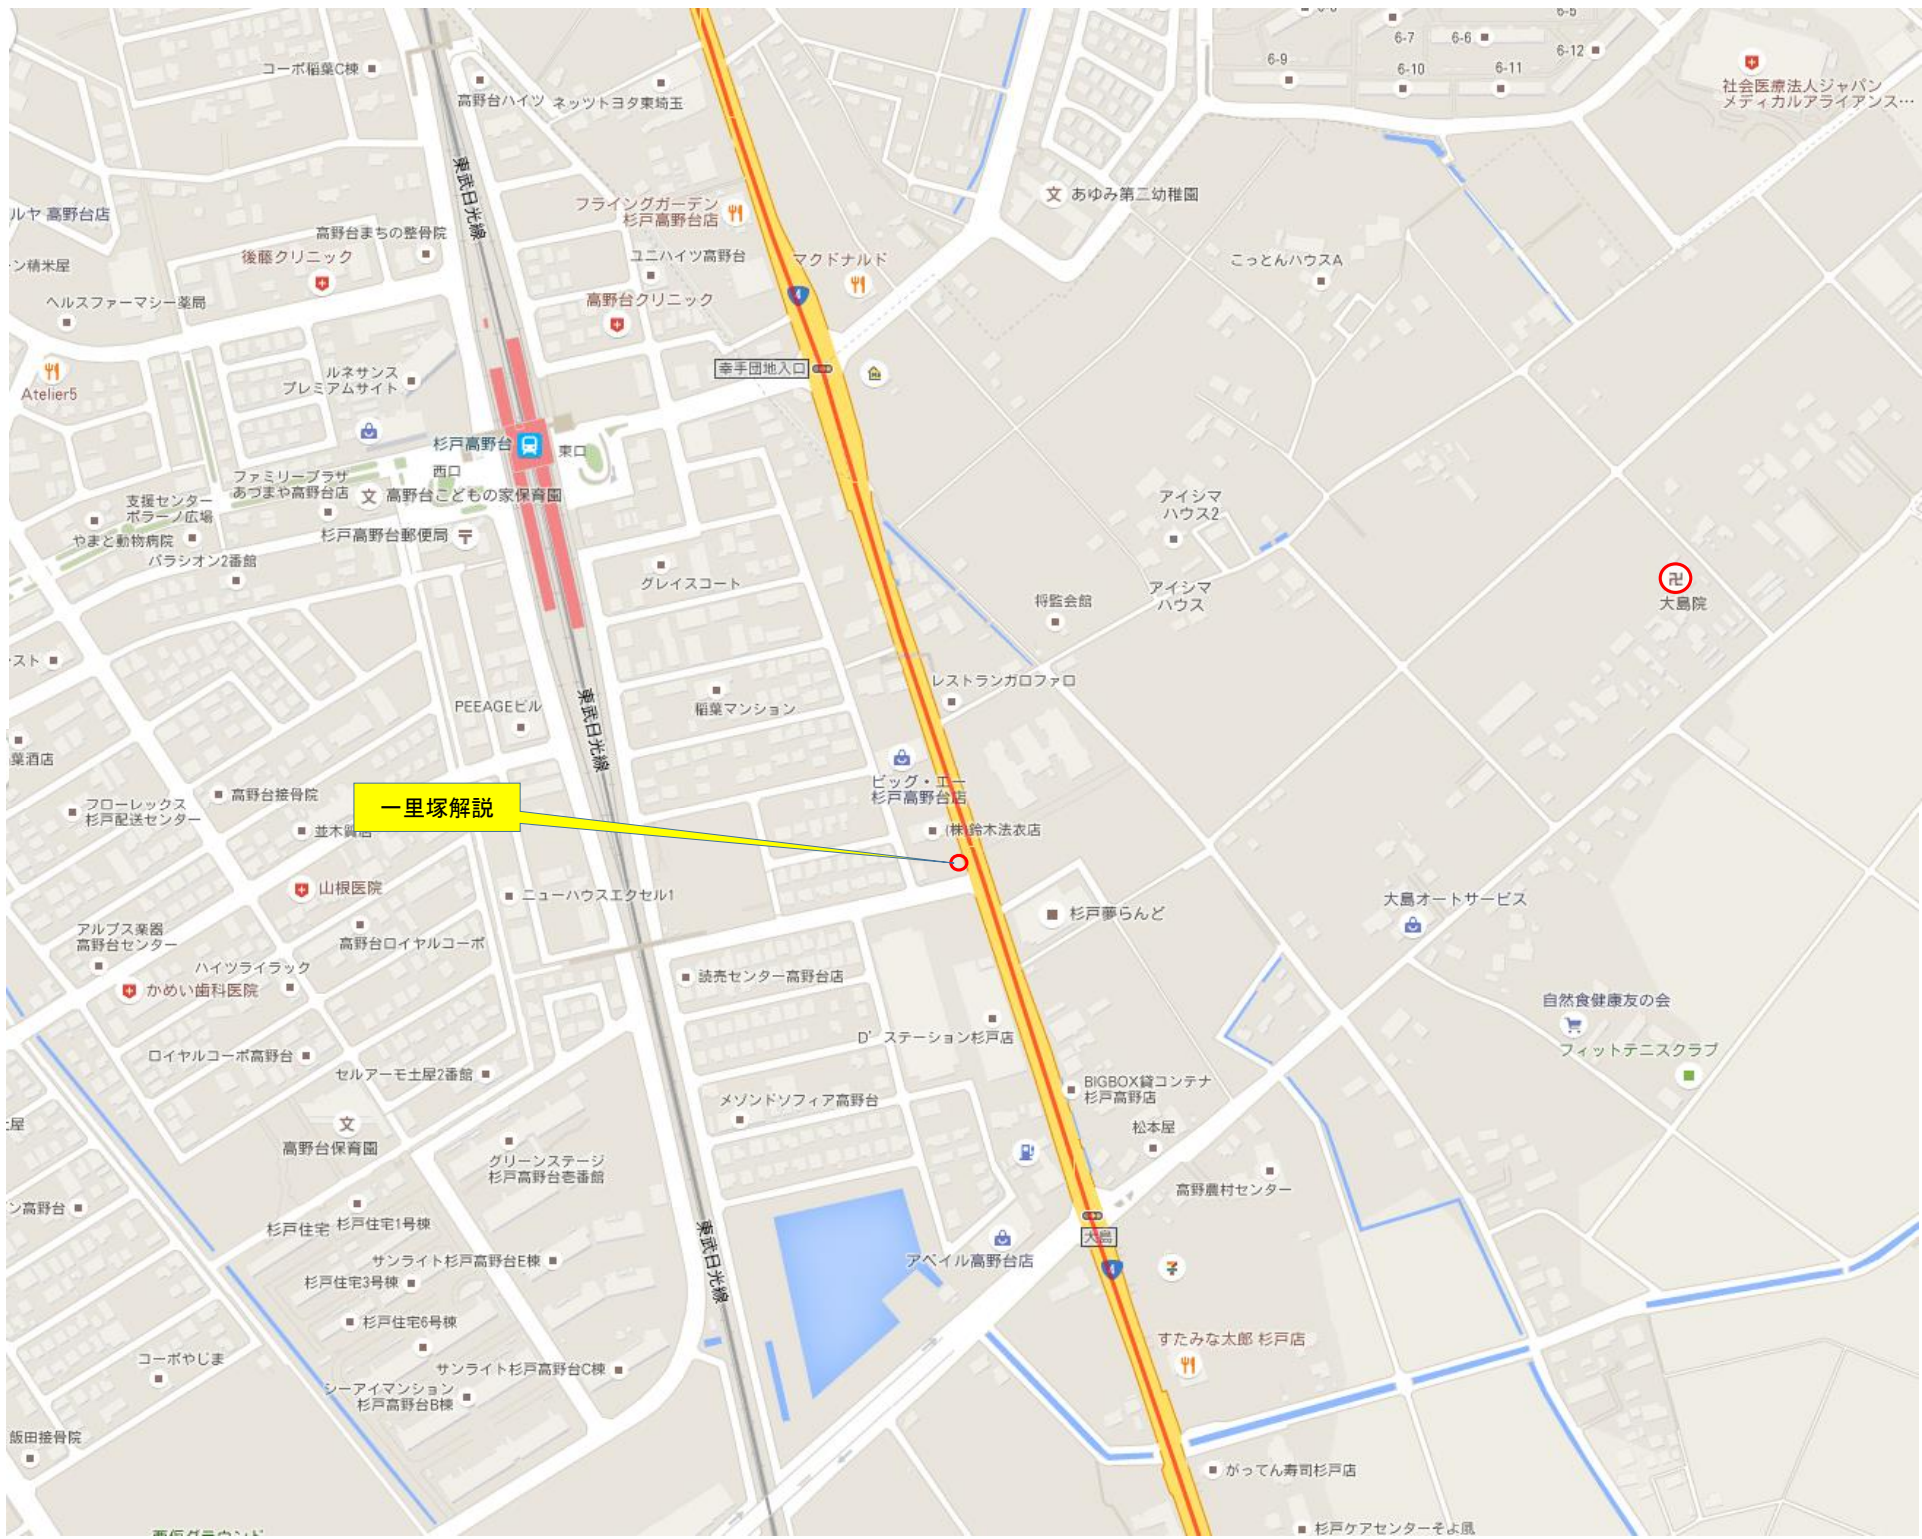 6-8
6-5
6-7
6-6
6-12
6-9
6-10
6-11
コーポ稲葉C棟
高野台ハイツ
ネッツトヨタ東埼玉
社会医療法人ジャパン
メディカルアライアンス…
東武日光線
あゆみ第二幼稚園
フライングガーデン
杉戸高野台店
ルヤ 高野台店
高野台まちの整骨院
後藤クリニック
ン精米屋
ユニハイツ高野台
マクドナルド
こっとんハウスA
ヘルスファーマシー薬局
高野台クリニック
4
幸手団地入口
ルネサンス
プレミアムサイト
Atelier5
杉戸高野台
東口
西口
ファミリープラザ
あづまや高野台店
高野台こどもの家保育園
支援センター
ポラーノ広場
やまと動物病院
杉戸高野台郵便局
パラシオン2番館
アイシマ
ハウス2
グレイスコート
将監会館
アイシマ
ハウス
大島院
スト
レストランガロファロ
PEEAGEビル
稲葉マンション
東武日光線
葉酒店
ビッグ・エー
杉戸高野台店
高野台接骨院
フローレックス
杉戸配送センター
一里塚解説
並木質店
(株)鈴木法衣店
山根医院
ニューハウスエクセル1
杉戸夢らんど
大島オートサービス
アルプス楽器
高野台センター
高野台ロイヤルコーポ
ハイツライラック
かめい歯科医院
読売センター高野台店
自然食健康友の会
D'ステーション杉戸店
フィットテニスクラブ
ロイヤルコーポ高野台
セルアーモ土屋2番館
BIGBOX貸コンテナ
杉戸高野店
メゾンドソフィア高野台
松本屋
屋
高野台保育園
グリーンステージ
杉戸高野台壱番館
高野農村センター
ン高野台
杉戸住宅
杉戸住宅1号棟
大島
サンライト杉戸高野台E棟
アベイル高野台店
東武日光線
4
杉戸住宅3号棟
杉戸住宅6号棟
すたみな太郎 杉戸店
コーポやじま
サンライト杉戸高野台C棟
シーアイマンション
杉戸高野台B棟
飯田接骨院
がってん寿司杉戸店
杉戸ケアセンターそよ風